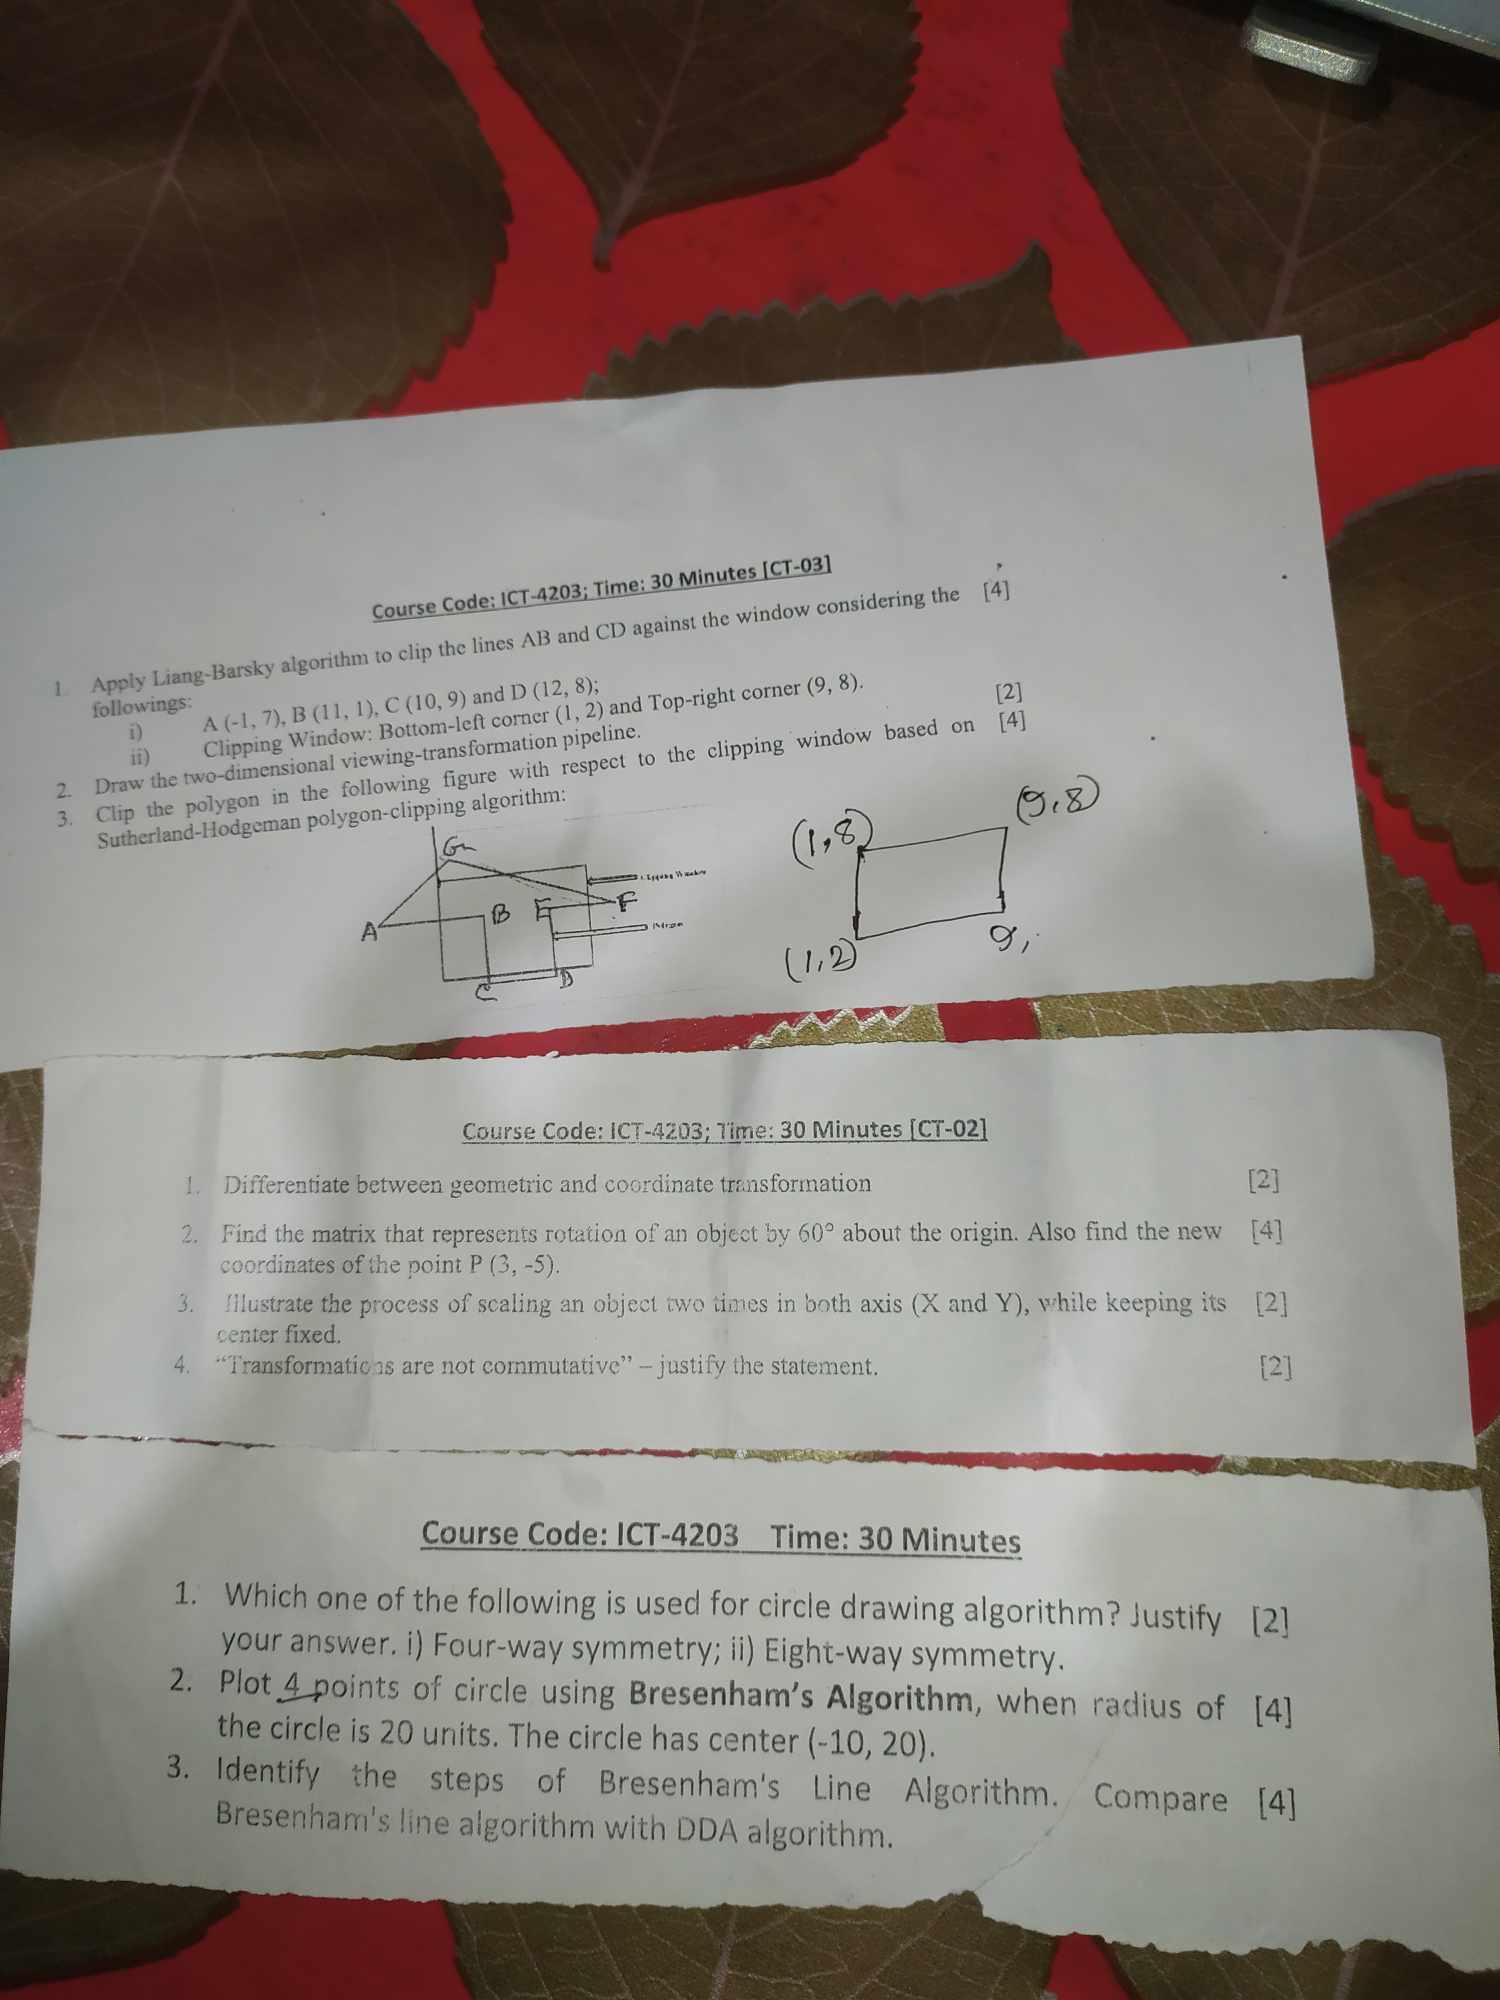 Course Code: ICT-4203; Time: 30 Minutes [CT-03]
1. Apply Liang-Barsky algorithm to clip the lines AB and CD against the window considering the [4]
followings:
i) A (-1, 7), B (11, 1), C (10, 9) and D (12, 8);
ii) Clipping Window: Bottom-left corner (1, 2) and Top-right corner (9, 8).
2. Draw the two-dimensional viewing-transformation pipeline. [2]
3. Clip the polygon in the following figure with respect to the clipping window based on [4]
Sutherland-Hodgeman polygon-clipping algorithm:
G
A
B
E
F
C
D
(1,8)
(9,8)
(1,2)
9,
Course Code: ICT-4203; Time: 30 Minutes [CT-02]
1. Differentiate between geometric and coordinate transformation [2]
2. Find the matrix that represents rotation of an object by 60° about the origin. Also find the new [4]
coordinates of the point P (3, -5).
3. Illustrate the process of scaling an object two times in both axis (X and Y), while keeping its [2]
center fixed.
4. “Transformations are not commutative” – justify the statement. [2]
Course Code: ICT-4203 Time: 30 Minutes
1. Which one of the following is used for circle drawing algorithm? Justify [2]
your answer. i) Four-way symmetry; ii) Eight-way symmetry.
2. Plot 4 points of circle using Bresenham’s Algorithm, when radius of [4]
the circle is 20 units. The circle has center (-10, 20).
3. Identify the steps of Bresenham's Line Algorithm. Compare [4]
Bresenham's line algorithm with DDA algorithm.